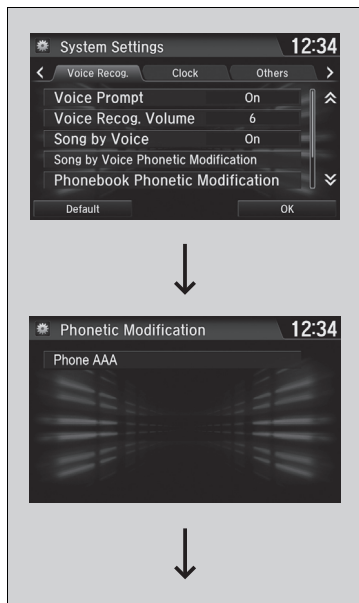 System Settings 12:34
Voice Recog. Clock Others
Voice Prompt On
Voice Recog. Volume 6
Song by Voice On
Song by Voice Phonetic Modification
Phonebook Phonetic Modification
Default OK
Phonetic Modification 12:34
Phone AAA